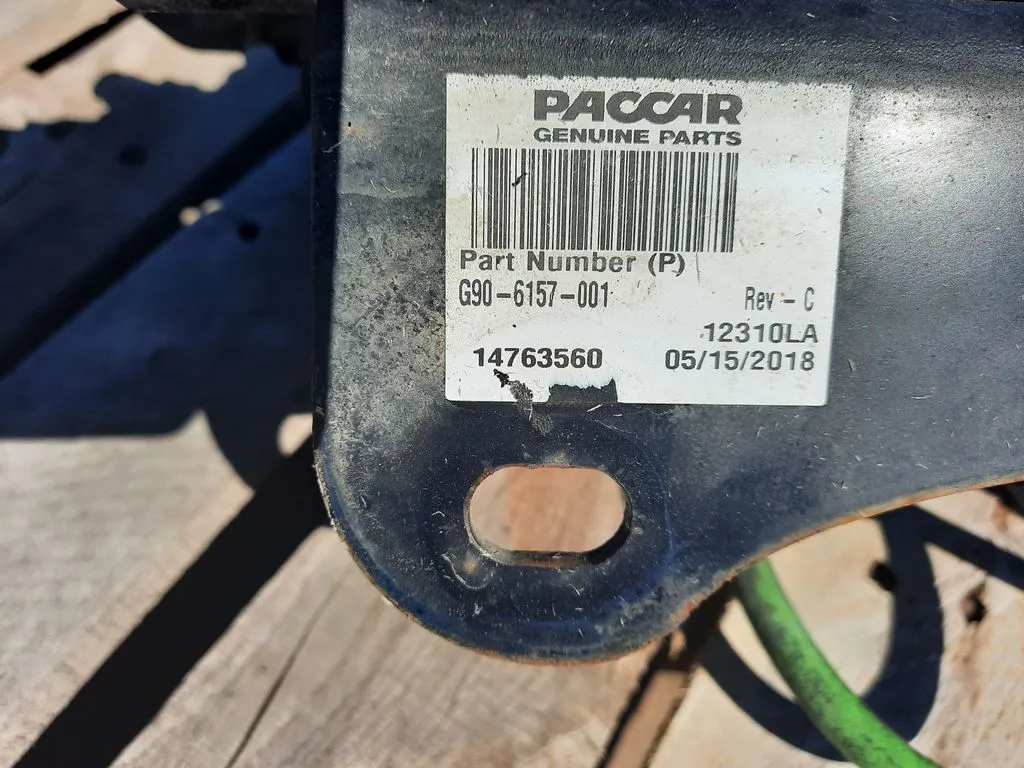 PACCAR
GENUINE PARTS
Part Number (P)
G90-6157-001
Rev - C
12310LA
14763560
05/15/2018